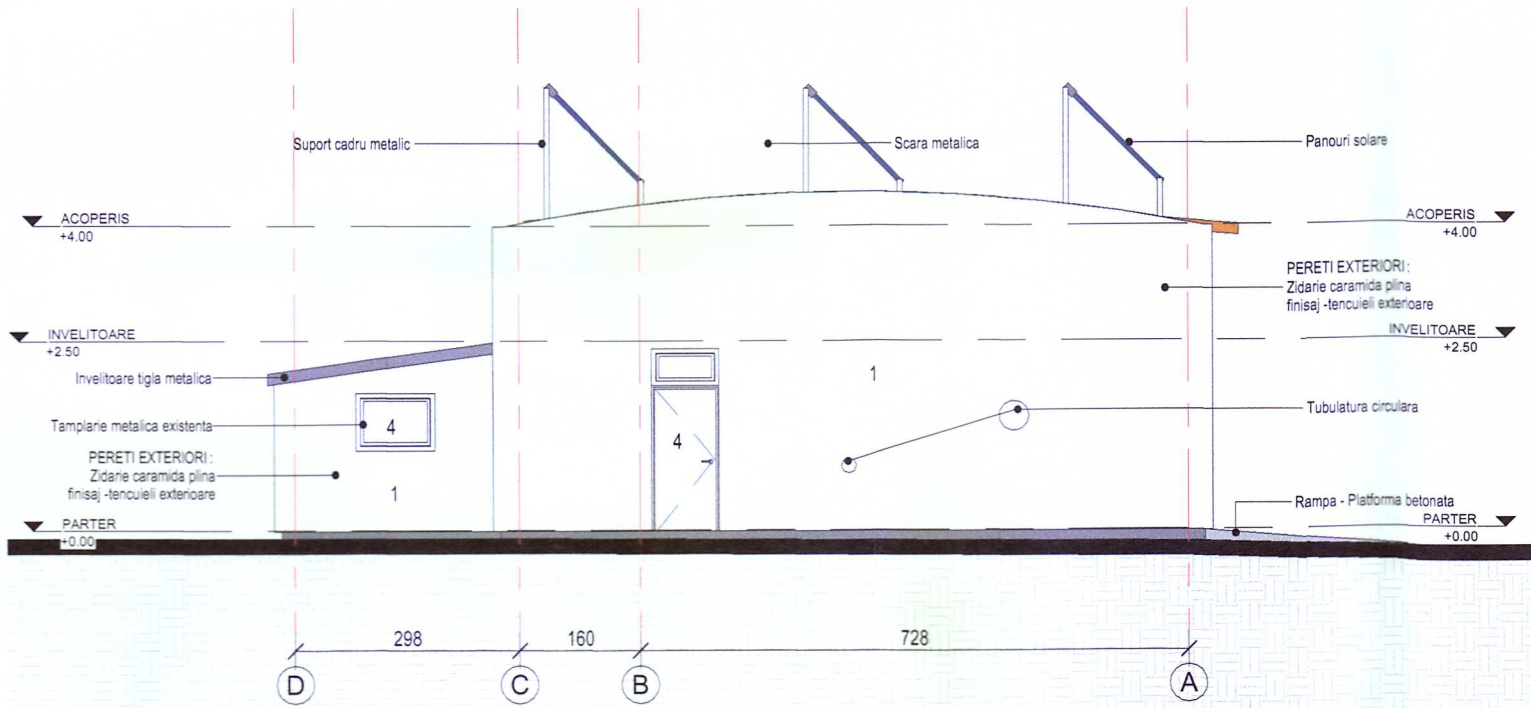 Suport cadru metalic
Scara metalica
Panouri solare
ACOPERIS
+4.00
ACOPERIS
+4.00
PERETI EXTERIORI :
Zidarie caramida plina
finisaj -tencuieli exterioare
INVELITOARE
+2.50
INVELITOARE
+2.50
Invelitoare tigla metalica
1
Tamplarie metalica existenta
4
4
Tubulatura circulara
PERETI EXTERIORI :
Zidarie caramida plina
finisaj -tencuieli exterioare
1
Rampa - Platforma betonata
PARTER
+0.00
PARTER
+0.00
298
160
728
D
C
B
A